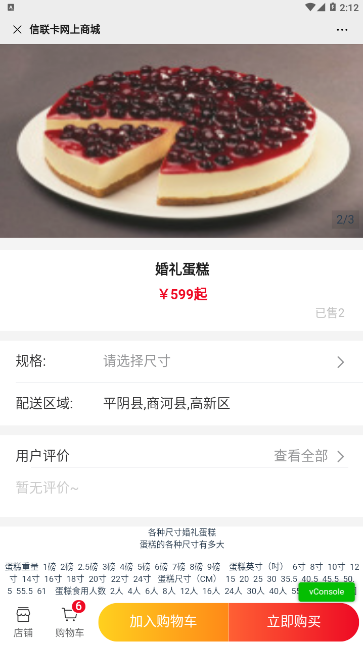 2:12
信联卡网上商城
2/3
婚礼蛋糕
￥599起
已售2
规格: 请选择尺寸
配送区域: 平阴县,商河县,高新区
用户评价 查看全部
暂无评价~
各种尺寸婚礼蛋糕
蛋糕的各种尺寸有多大
蛋糕重量 1磅 2磅 2.5磅 3磅 4磅 5磅 6磅 7磅 8磅 9磅 蛋糕英寸（吋） 6寸 8寸 10寸 12
寸 14寸 16寸 18寸 20寸 22寸 24寸 蛋糕尺寸（CM） 15 20 25 30 35.5 40.5 45.5 50.
5 55.5 61 蛋糕食用人数 2人 4人 6人 8人 12人 16人 24人 30人 40人
vConsole
店铺
6
购物车
加入购物车
立即购买